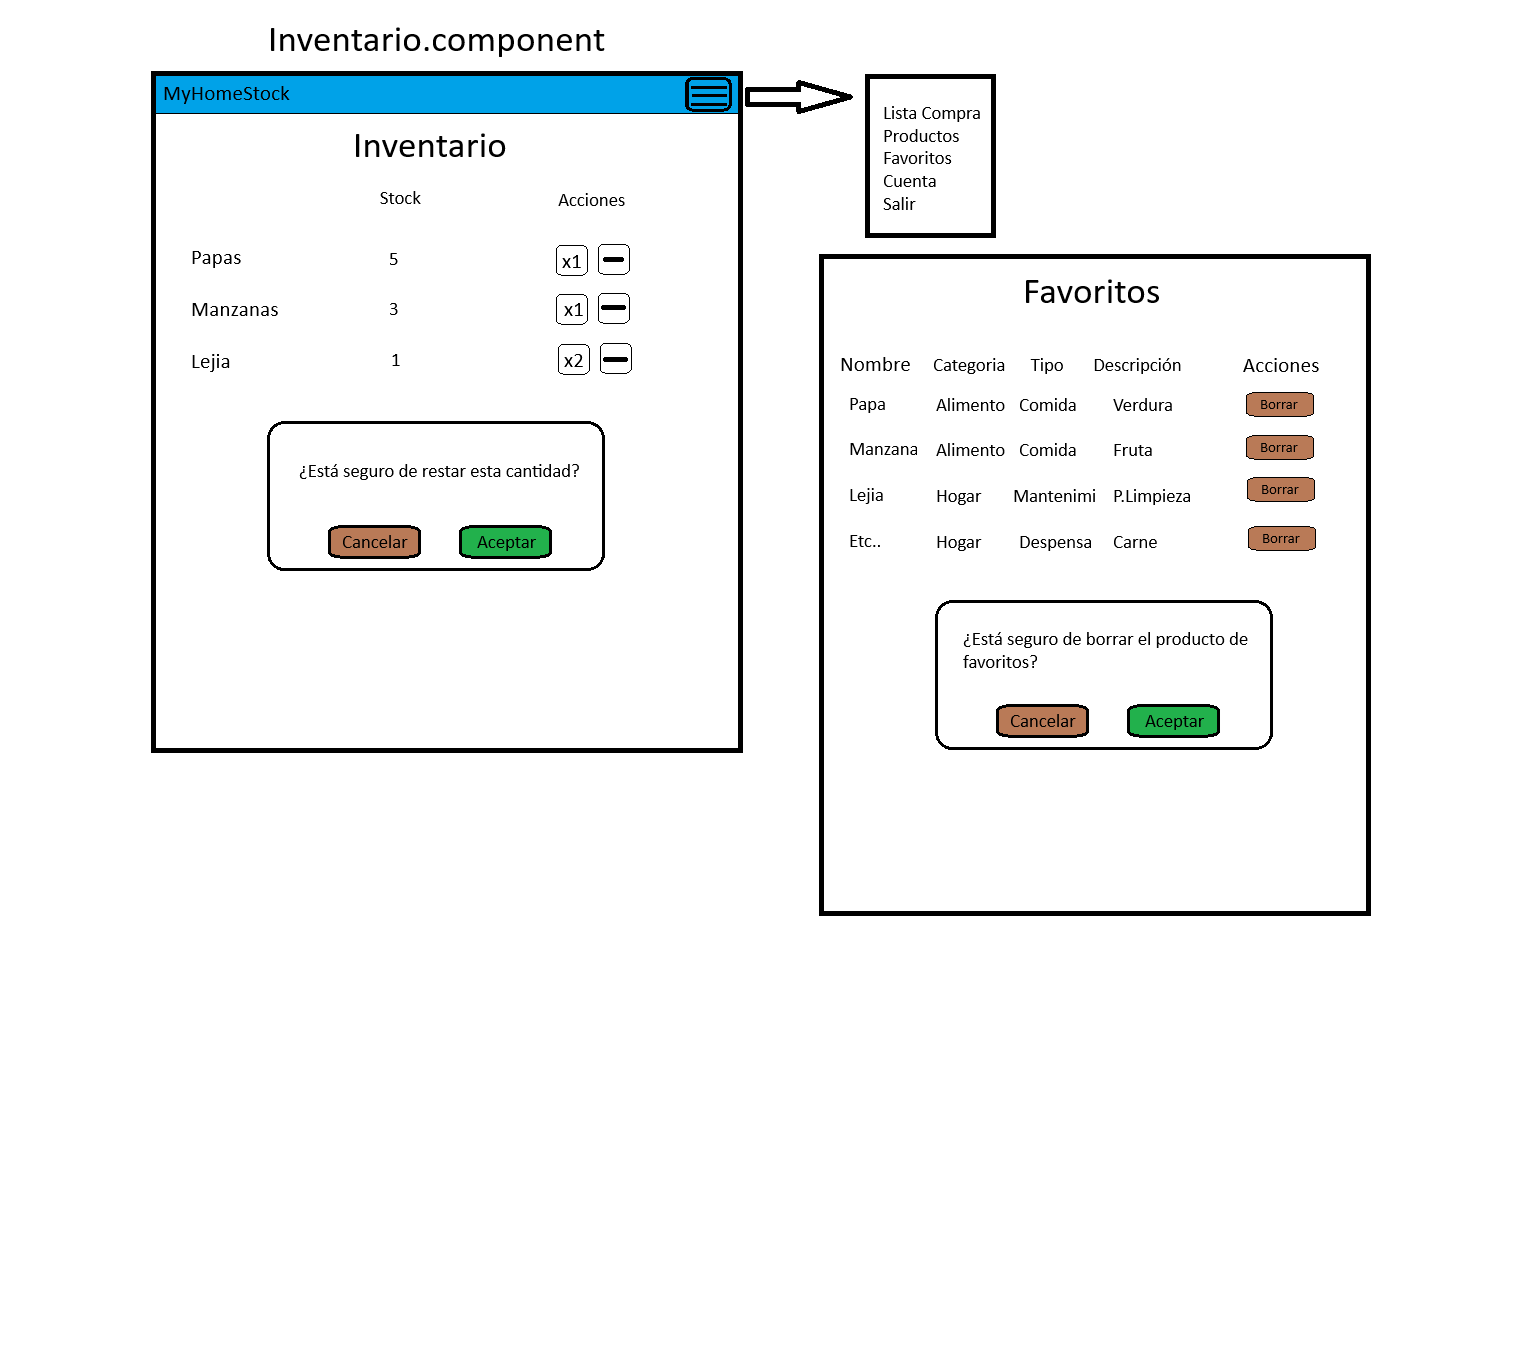 Inventario.component
MyHomeStock
Inventario
Stock Acciones
Papas 5 x1
Manzanas 3 x1
Lejia 1 x2
¿Está seguro de restar esta cantidad?
Cancelar Aceptar
Lista Compra
Productos
Favoritos
Cuenta
Salir
Favoritos
Nombre Categoria Tipo Descripción Acciones
Papa Alimento Comida Verdura Borrar
Manzana Alimento Comida Fruta Borrar
Lejia Hogar Mantenimi P.Limpieza Borrar
Etc.. Hogar Despensa Carne Borrar
¿Está seguro de borrar el producto de
favoritos?
Cancelar Aceptar